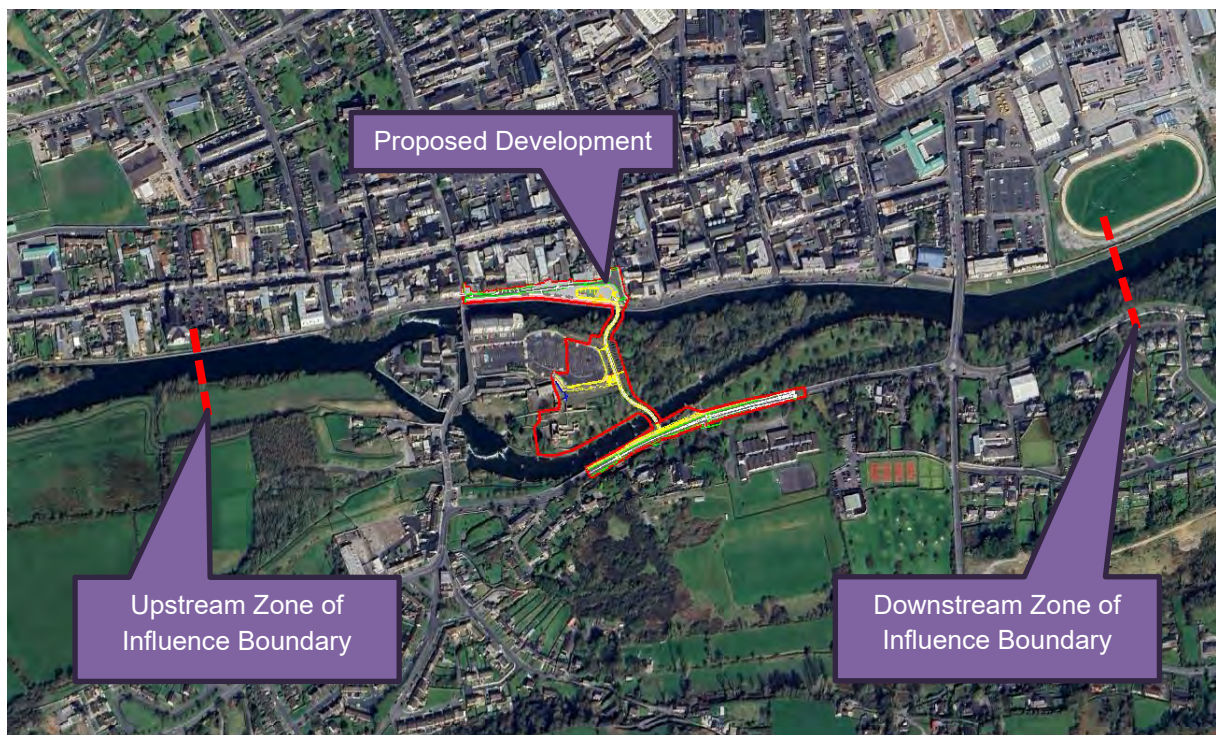 Proposed Development
Upstream Zone of
Influence Boundary
Downstream Zone of
Influence Boundary